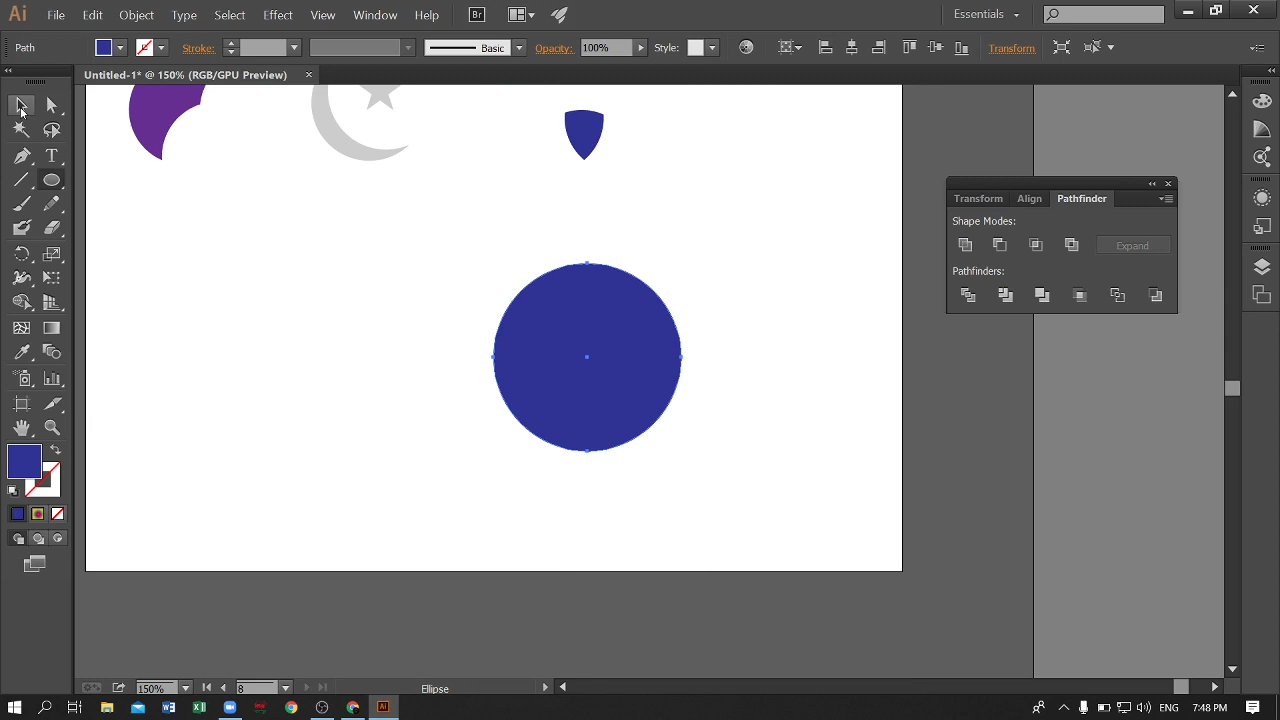 Ai File Edit Object Type Select Effect View Window Help Br Essentials
Path Stroke: Basic Opacity: 100% Style: Transform
Untitled-1* @ 150% (RGB/GPU Preview)
Transform Align Pathfinder
Shape Modes:
Expand
Pathfinders:
150% 8 Ellipse
ENG 7:48 PM